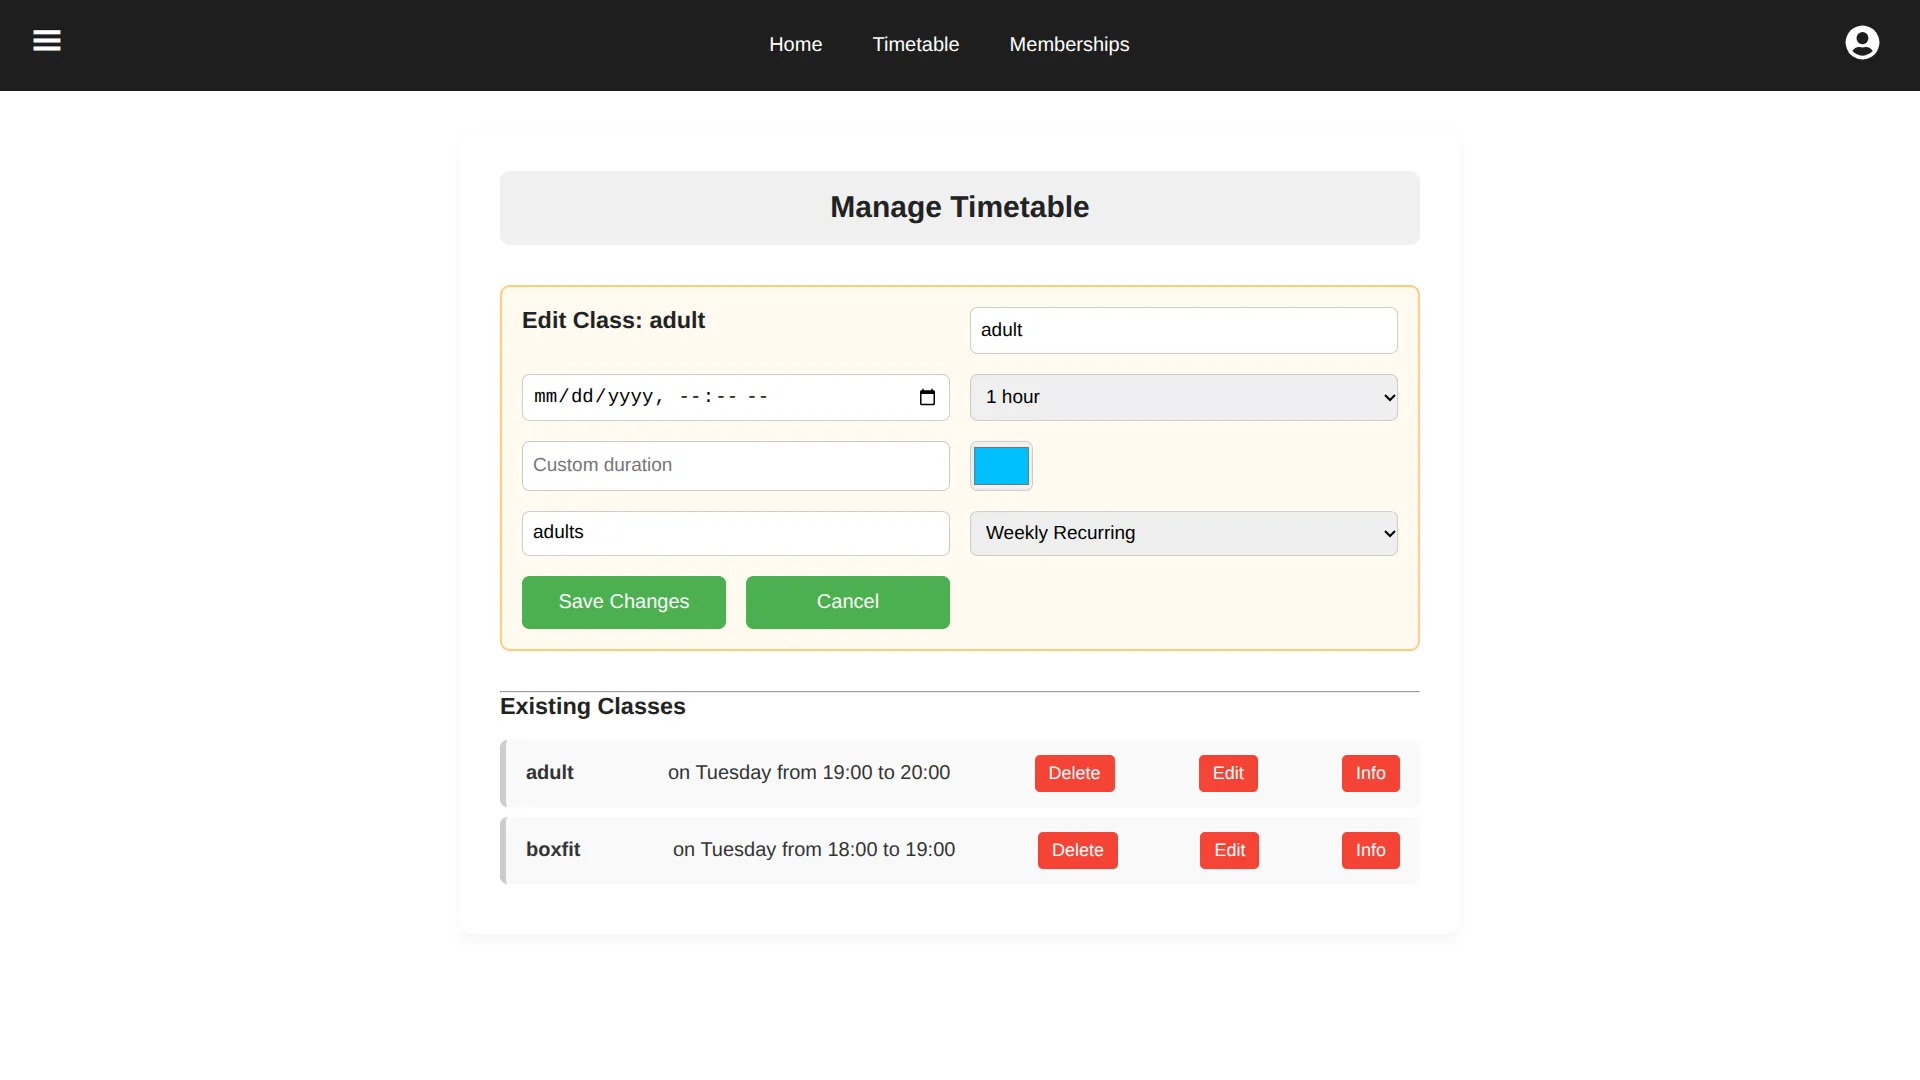 Home Timetable Memberships
Manage Timetable
Edit Class: adult
adult
mm/dd/yyyy, --:-- --
1 hour
Custom duration
adults
Weekly Recurring
Save Changes
Cancel
Existing Classes
adult on Tuesday from 19:00 to 20:00 Delete Edit Info
boxfit on Tuesday from 18:00 to 19:00 Delete Edit Info